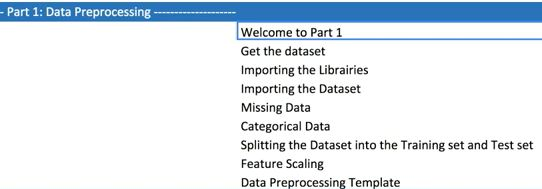 - Part 1: Data Preprocessing --------------------
Welcome to Part 1
Get the dataset
Importing the Librairies
Importing the Dataset
Missing Data
Categorical Data
Splitting the Dataset into the Training set and Test set
Feature Scaling
Data Preprocessing Template